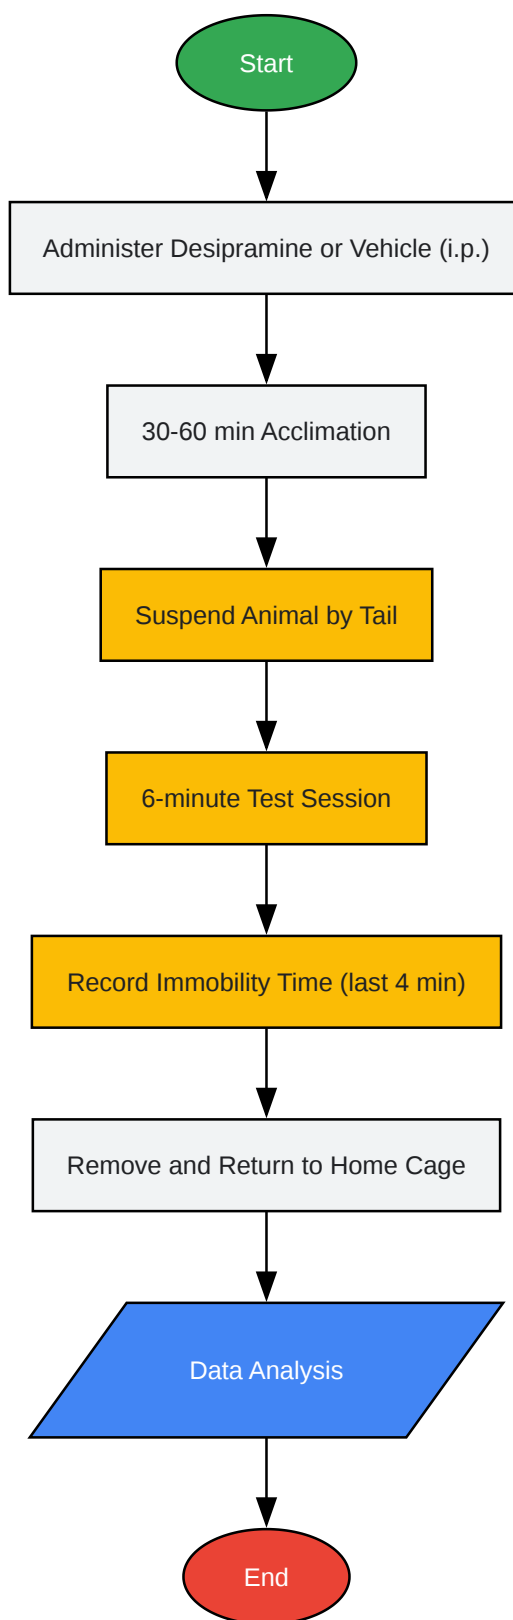 Start
Administer Desipramine or Vehicle (i.p.)
30-60 min Acclimation
Suspend Animal by Tail
6-minute Test Session
Record Immobility Time (last 4 min)
Remove and Return to Home Cage
Data Analysis
End